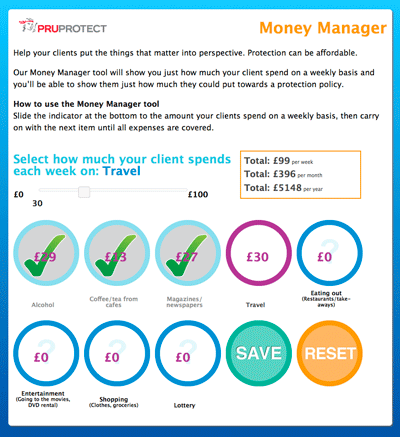 PRUPROTECT
Money Manager
Help your clients put the things that matter into perspective. Protection can be affordable.
Our Money Manager tool will show you just how much your client spend on a weekly basis and
you'll be able to show them just how much they could put towards a protection policy.
How to use the Money Manager tool
Slide the indicator at the bottom to the amount your clients spend on a weekly basis, then carry
on with the next item until all expenses are covered.
Select how much your client spends
each week on: Travel
£0
£100
30
Total: £99 per week
Total: £396 per month
Total: £5148 per year
£29
£13
£27
£30
£0
Alcohol
Coffee/tea from
cafes
Magazines/
newspapers
Travel
Eating out
(Restaurants/take-
aways)
£0
£0
£0
SAVE
RESET
Entertainment
(Going to the movies,
DVD rental)
Shopping
(Clothes, groceries)
Lottery